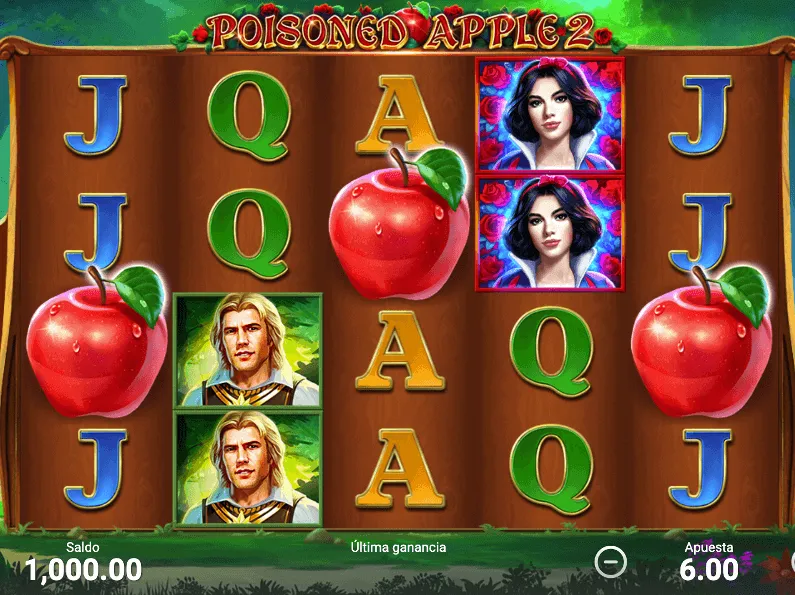 POISONED APPLE 2
J Q A J
J Q J
A Q
J A Q J
Saldo Última ganancia Apuesta
1,000.00 6.00